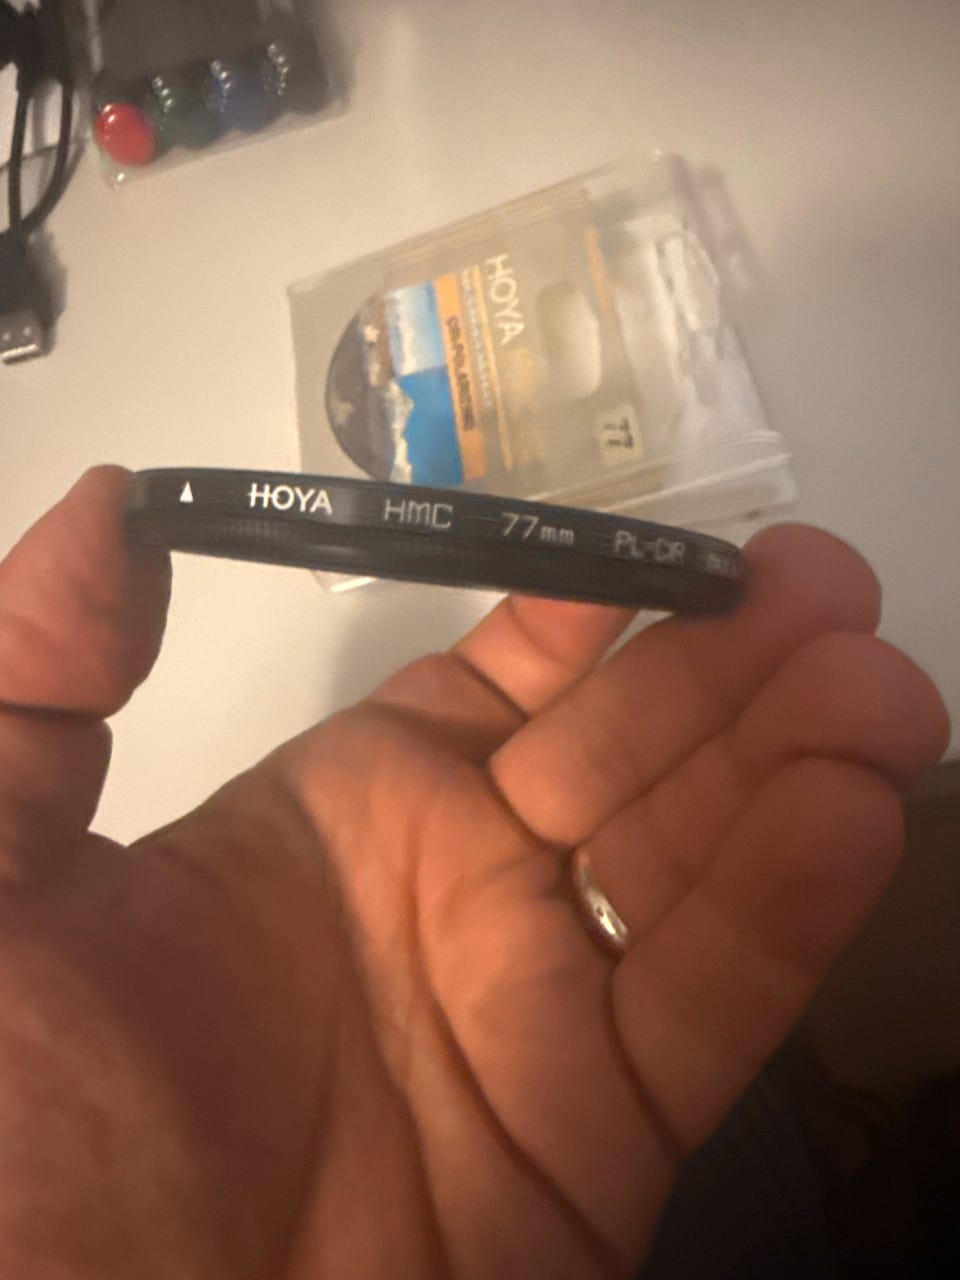 HOYA
CIR-POLARIZING
77
▲ HOYA HMC 77mm PL-CIR